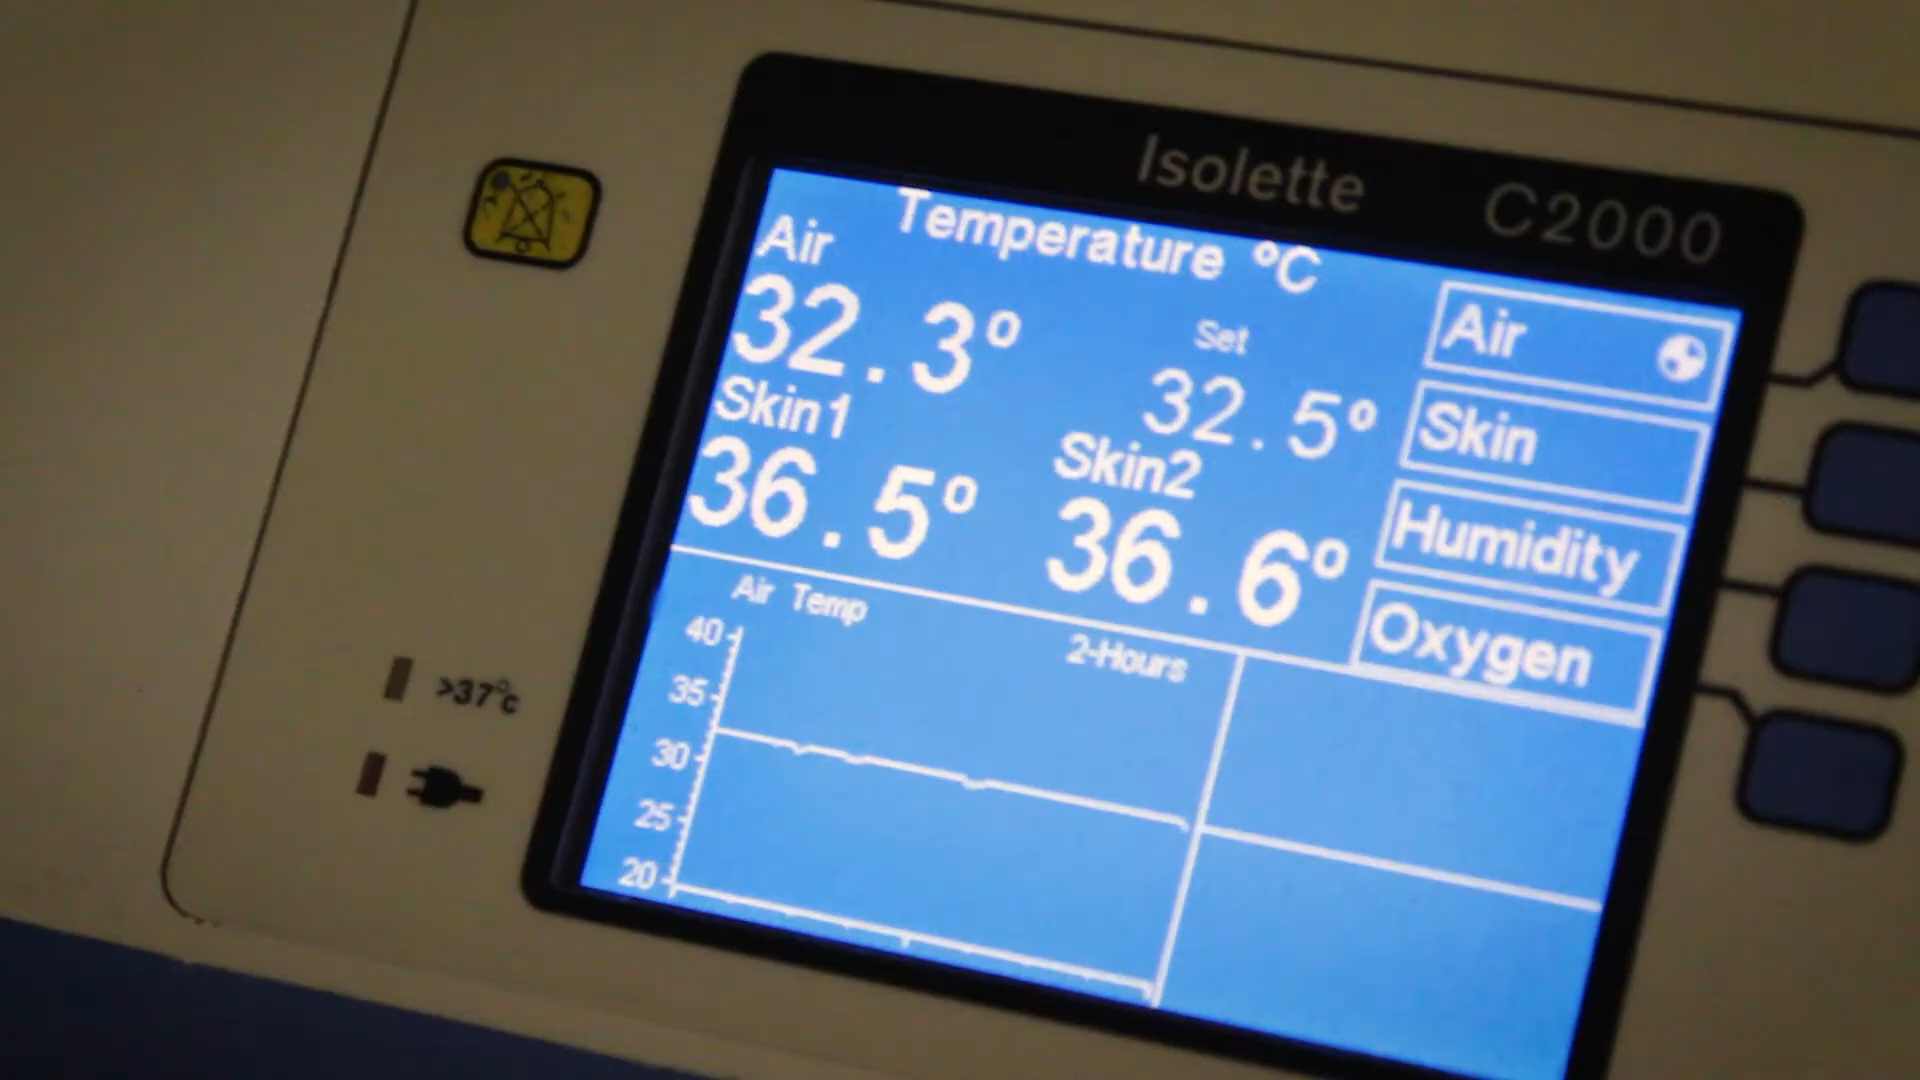 Isolette C2000
Temperature °C
Air
32.3°
Set
32.5°
Skin1
36.5°
Skin2
36.6°
Air
Skin
Humidity
Oxygen
Air Temp
2-Hours
40
35
30
25
20
>37°c